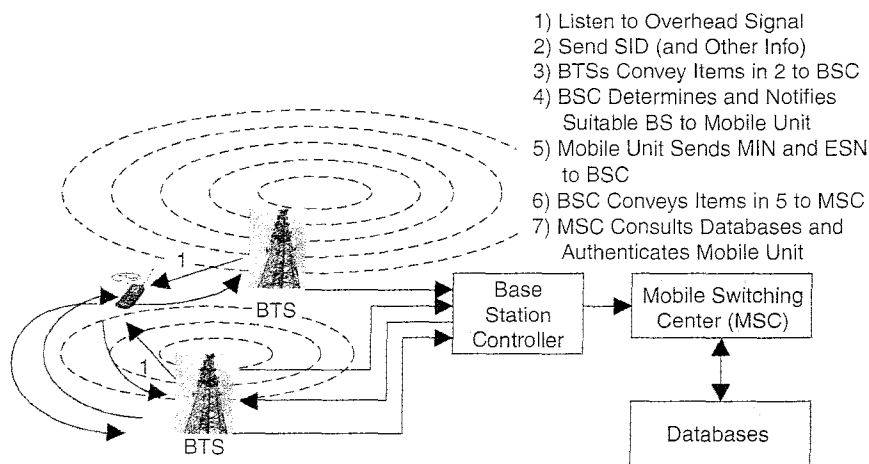 1) Listen to Overhead Signal
2) Send SID (and Other Info)
3) BTSs Convey Items in 2 to BSC
4) BSC Determines and Notifies
Suitable BS to Mobile Unit
5) Mobile Unit Sends MIN and ESN
to BSC
6) BSC Conveys Items in 5 to MSC
7) MSC Consults Databases and
Authenticates Mobile Unit
1
BTS
Base
Station
Controller
Mobile Switching
Center (MSC)
1
BTS
Databases